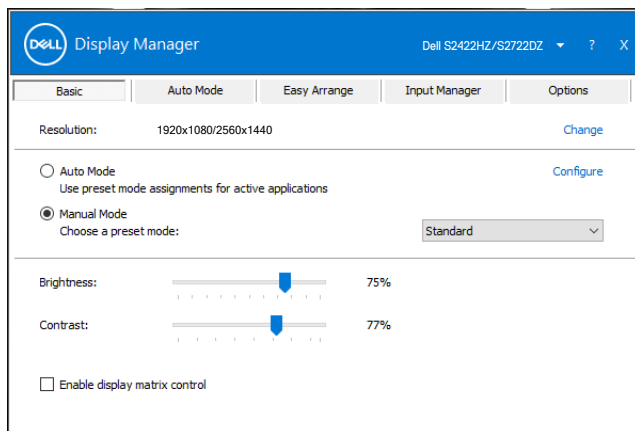 DELL Display Manager Dell S2422HZ/S2722DZ ? X
Basic Auto Mode Easy Arrange Input Manager Options
Resolution: 1920x1080/2560x1440 Change
Auto Mode Configure
Use preset mode assignments for active applications
Manual Mode
Choose a preset mode: Standard
Brightness: 75%
Contrast: 77%
Enable display matrix control